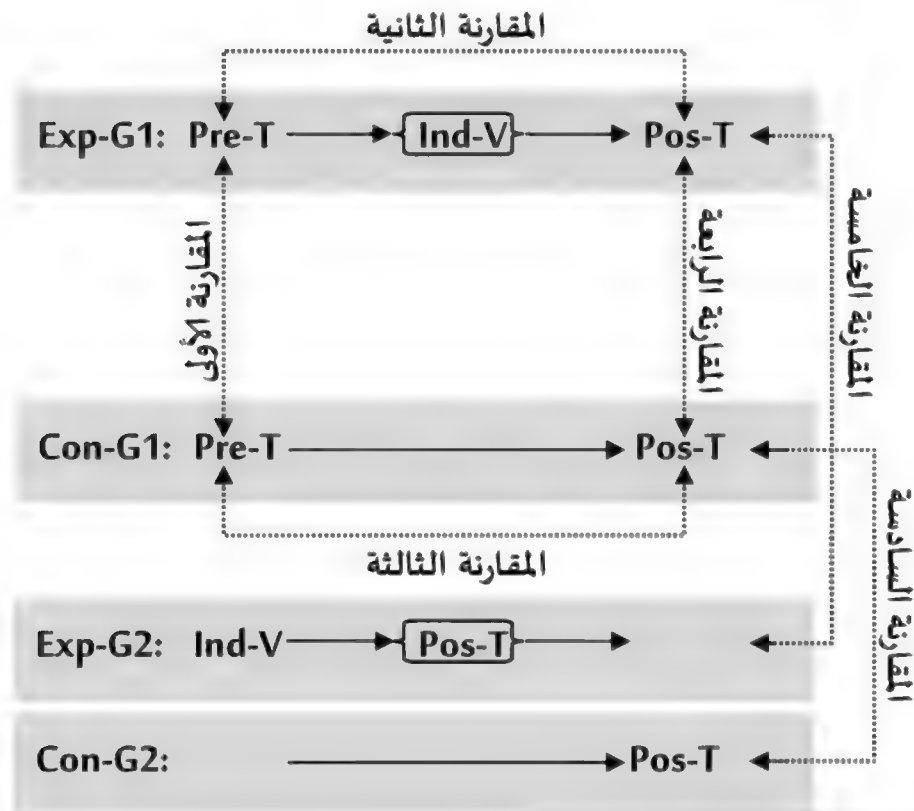 المقارنة الثانية
Exp-G1: Pre-T Ind-V Pos-T
المقارنة الأولى
المقارنة الرابعة
المقارنة الخامسة
Con-G1: Pre-T Pos-T
المقارنة الثالثة
المقارنة السادسة
Exp-G2: Ind-V Pos-T
Con-G2: Pos-T